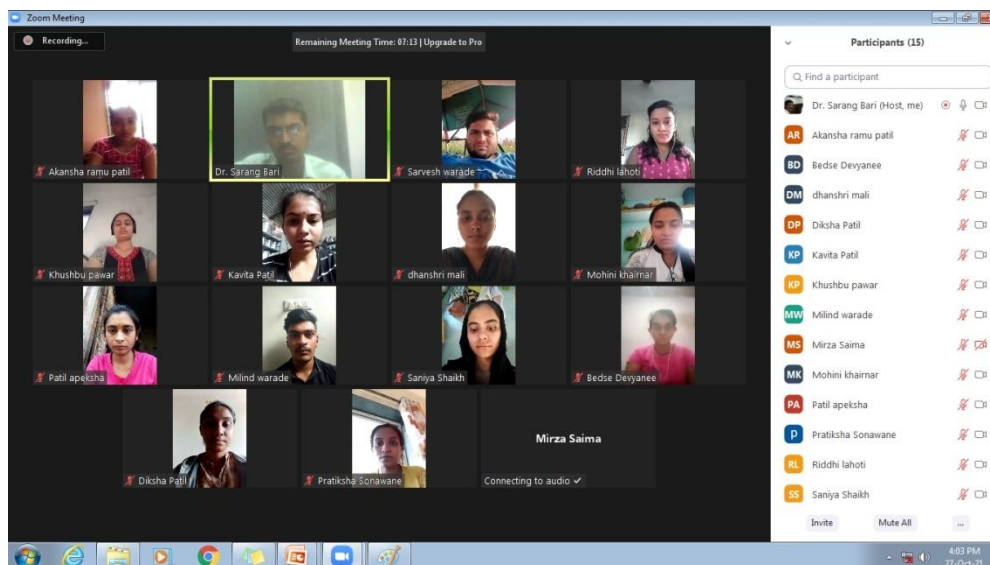 Zoom Meeting
Recording...
Remaining Meeting Time: 07:13 | Upgrade to Pro
Akansha ramu patil
Dr. Sarang Bari
Sarvesh warade
Riddhi lahoti
Khushbu pawar
Kavita Patil
dhanshri mali
Mohini khairnar
Patil apeksha
Milind warade
Saniya Shaikh
Bedse Devyanee
Diksha Patil
Pratiksha Sonawane
Mirza Saima
Connecting to audio ✓
Participants (15)
Find a participant
Dr. Sarang Bari (Host, me)
AR Akansha ramu patil
BD Bedse Devyanee
DM dhanshri mali
DP Diksha Patil
KP Kavita Patil
KP Khushbu pawar
MW Milind warade
MS Mirza Saima
MK Mohini khairnar
PA Patil apeksha
p Pratiksha Sonawane
RL Riddhi lahoti
SS Saniya Shaikh
Invite Mute All ...
4:03 PM
27-Oct-21